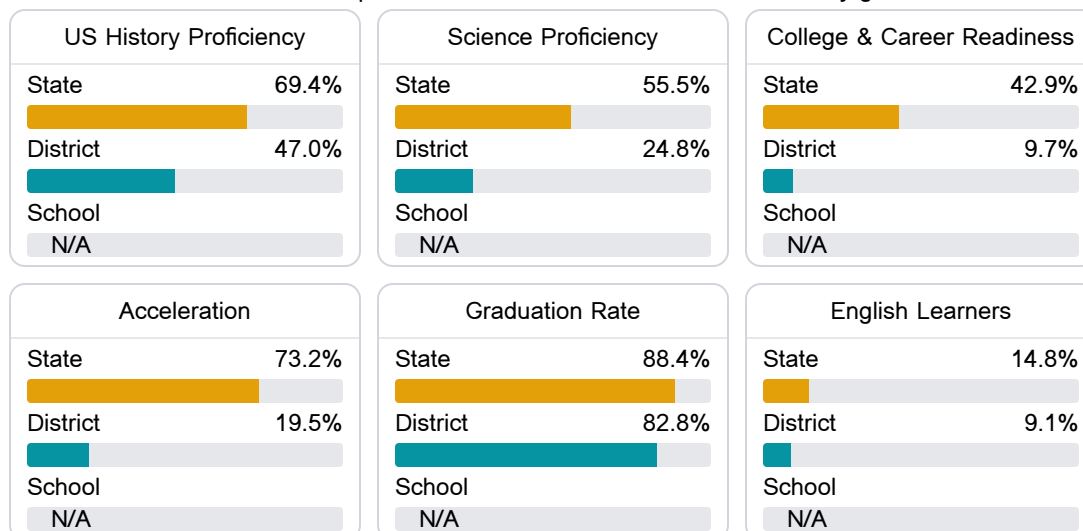 US History Proficiency
State 69.4%
District 47.0%
School
N/A
Science Proficiency
State 55.5%
District 24.8%
School
N/A
College & Career Readiness
State 42.9%
District 9.7%
School
N/A
Acceleration
State 73.2%
District 19.5%
School
N/A
Graduation Rate
State 88.4%
District 82.8%
School
N/A
English Learners
State 14.8%
District 9.1%
School
N/A